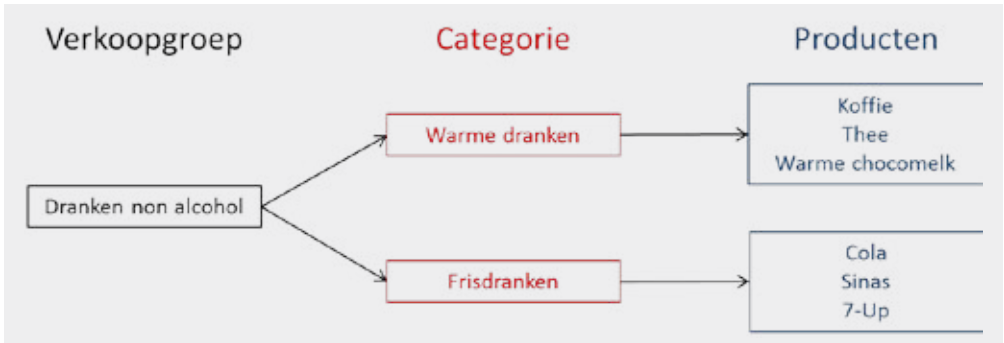 Verkoopgroep
Categorie
Producten
Dranken non alcohol
Warme dranken
Koffie
Thee
Warme chocomelk
Frisdranken
Cola
Sinas
7-Up